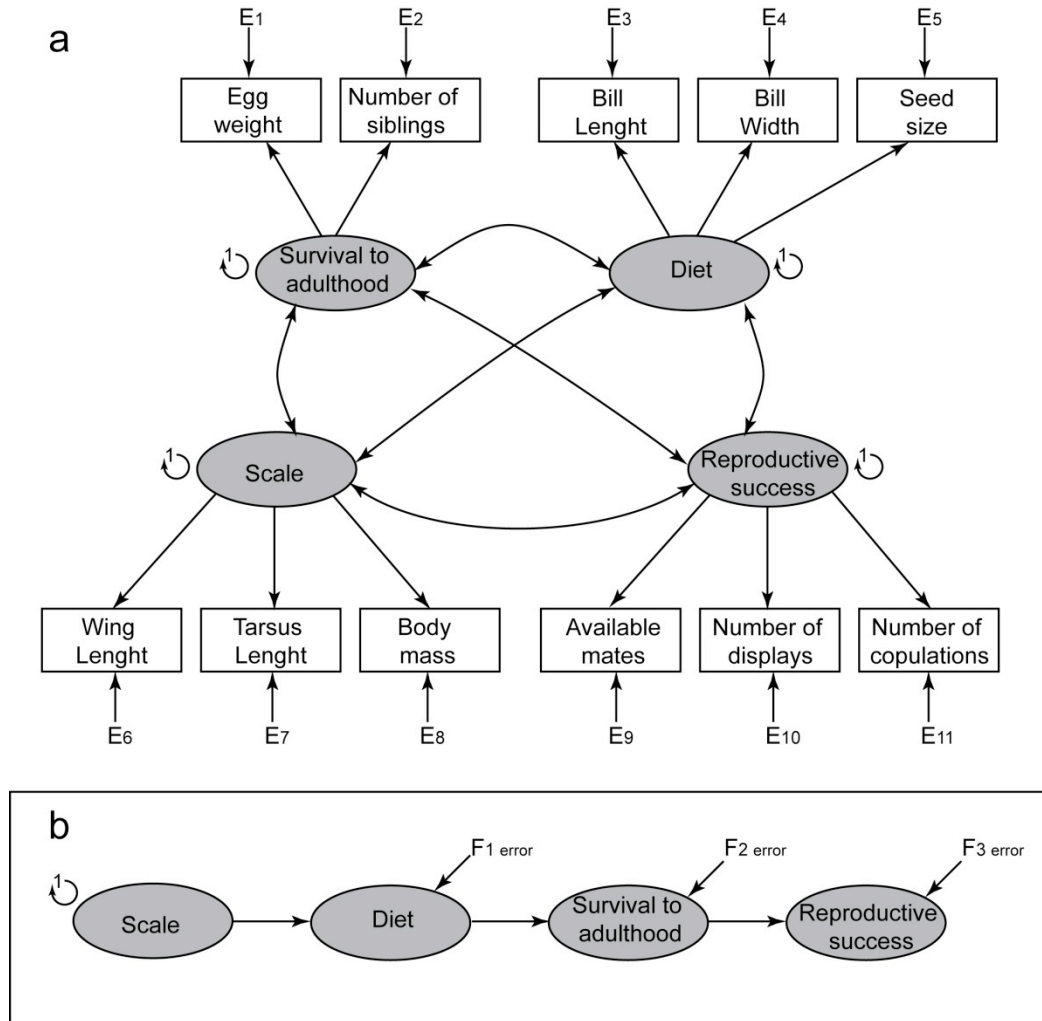 a
E1
E2
E3
E4
E5
Egg
weight
Number of
siblings
Bill
Lenght
Bill
Width
Seed
size
1
Survival to
adulthood
Diet
1
1
Scale
Reproductive
success
1
Wing
Lenght
Tarsus
Lenght
Body
mass
Available
mates
Number of
displays
Number of
copulations
E6
E7
E8
E9
E10
E11
b
F1 error
F2 error
F3 error
1
Scale
Diet
Survival to
adulthood
Reproductive
success